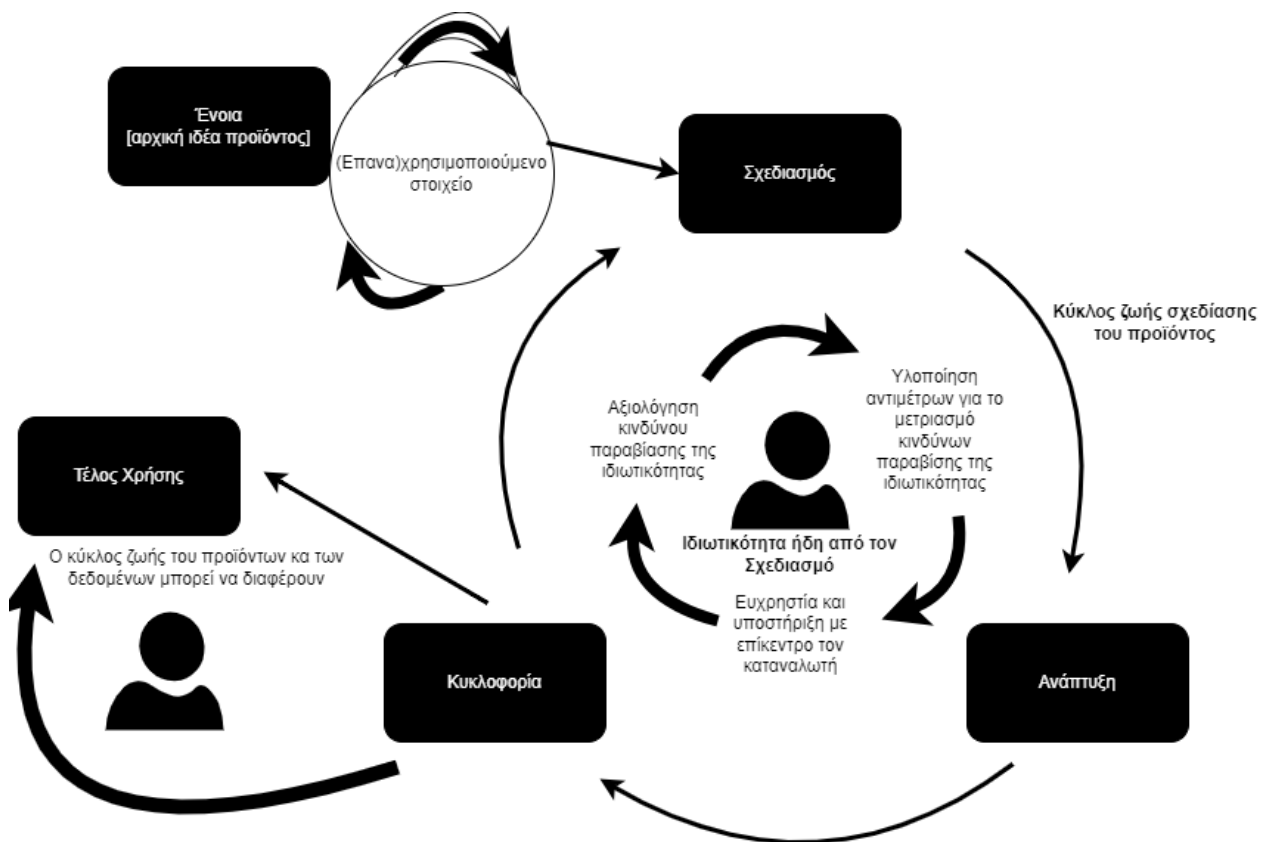 Ένοια
[αρχική ιδέα προϊόντος]
(Επανα)χρησιμοποιούμενο
στοιχείο
Σχεδιασμός
Κύκλος ζωής σχεδίασης
του προϊόντος
Αξιολόγηση
κινδύνου
παραβίασης της
ιδιωτικότητας
Υλοποίηση
αντιμέτρων για το
μετριασμό
κινδύνων
παραβίσης της
ιδιωτικότητας
Ιδιωτικότητα ήδη από τον
Σχεδιασμό
Ευχρηστία και
υποστήριξη με
επίκεντρο τον
καταναλωτή
Τέλος Χρήσης
Ο κύκλος ζωής του προϊόντων κα των
δεδομένων μπορεί να διαφέρουν
Κυκλοφορία
Ανάπτυξη